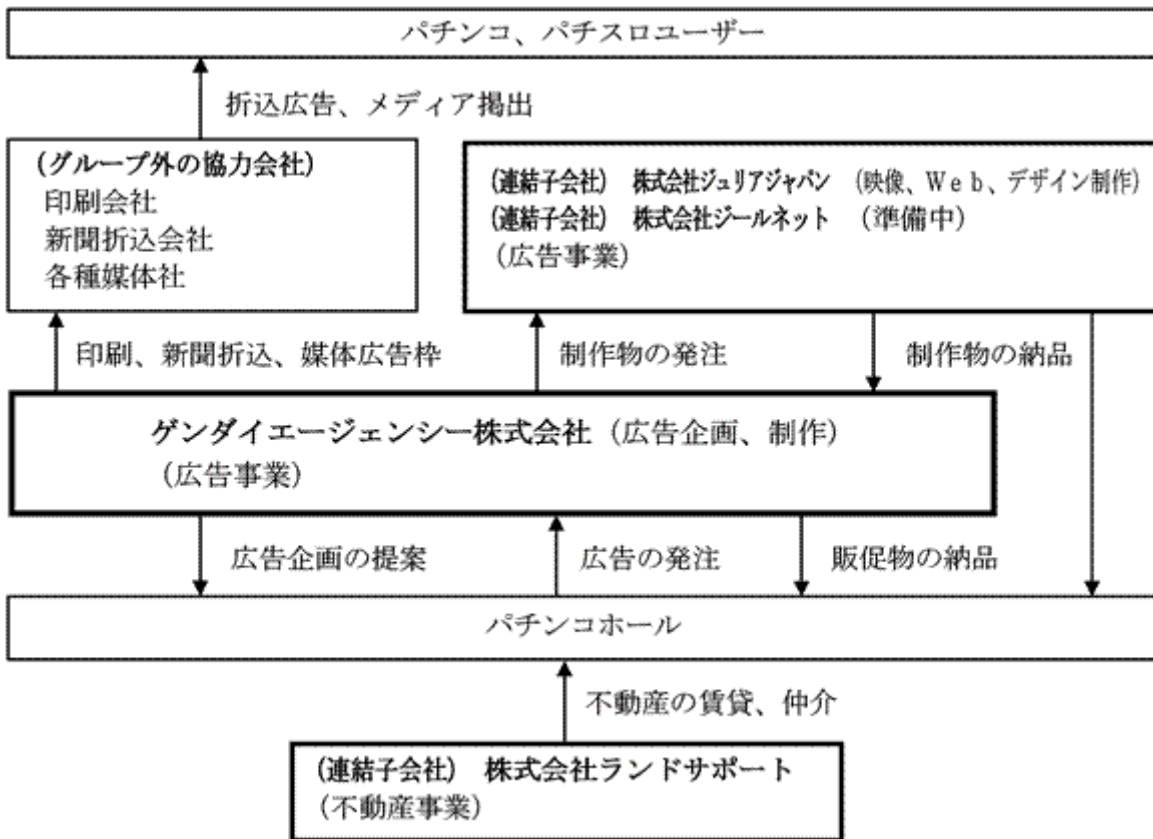 パチンコ、パチスロユーザー
折込広告、メディア掲出
(グループ外の協力会社)
印刷会社
新聞折込会社
各種媒体社
(連結子会社) 株式会社ジュリアジャパン (映像、Web、デザイン制作)
(連結子会社) 株式会社ジールネット (準備中)
(広告事業)
印刷、新聞折込、媒体広告枠
制作物の発注
制作物の納品
ゲンダイエージェンシー株式会社(広告企画、制作)
(広告事業)
広告企画の提案
広告の発注
販促物の納品
パチンコホール
不動産の賃貸、仲介
(連結子会社) 株式会社ランドサポート
(不動産事業)